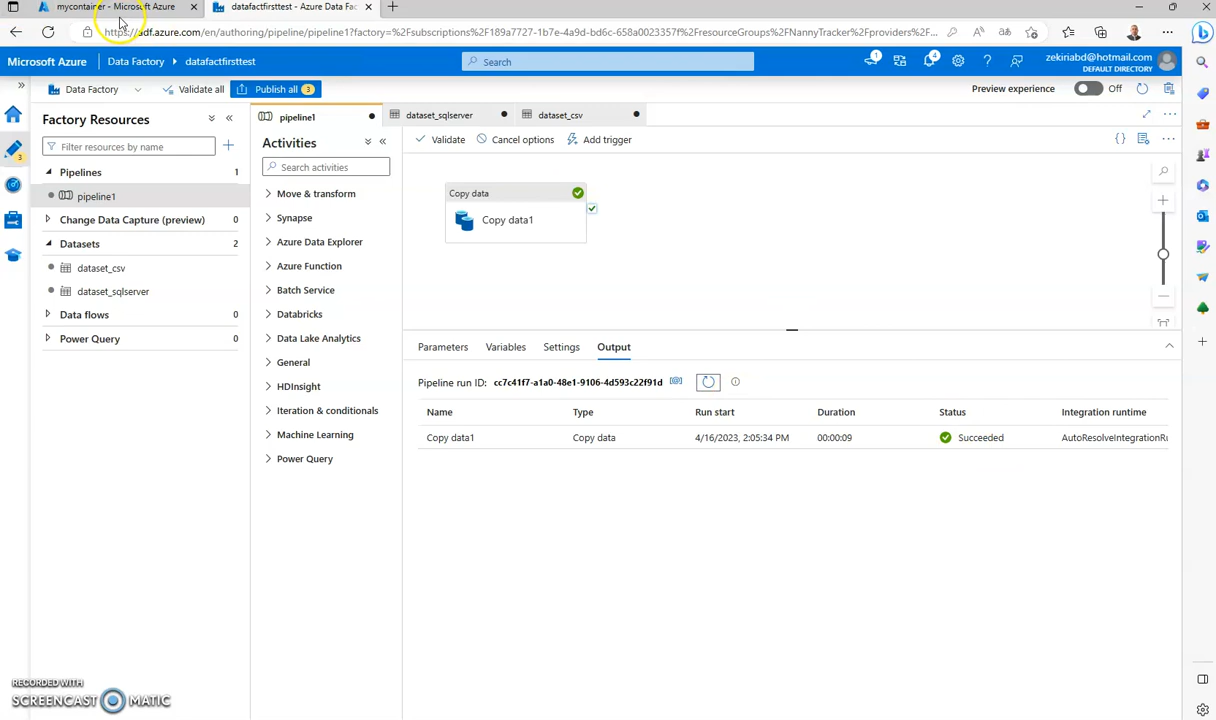 mycontainer - Microsoft Azure
datafactfirsttest - Azure Data Fac
https://adf.azure.com/en/authoring/pipeline/pipeline1?factory=%2Fsubscriptions%2F189a7727-1b7e-4a9d-bd6c-658a0023357f%2FresourceGroups%2FNannyTracker%2Fproviders...
Microsoft Azure
Data Factory
datafactfirsttest
Search
1
1
zekiriabd@hotmail.com
DEFAULT DIRECTORY
Data Factory
Validate all
Publish all 3
Preview experience
Off
Factory Resources
Filter resources by name
3
Pipelines 1
pipeline1
Change Data Capture (preview) 0
Datasets 2
dataset_csv
dataset_sqlserver
Data flows 0
Power Query 0
pipeline1
dataset_sqlserver
dataset_csv
Activities
Search activities
Move & transform
Synapse
Azure Data Explorer
Azure Function
Batch Service
Databricks
Data Lake Analytics
General
HDInsight
Iteration & conditionals
Machine Learning
Power Query
Validate
Cancel options
Add trigger
Copy data
Copy data1
Parameters
Variables
Settings
Output
Pipeline run ID: cc7c41f7-a1a0-48e1-9106-4d593c22f91d
Name Type Run start Duration Status Integration runtime
Copy data1 Copy data 4/16/2023, 2:05:34 PM 00:00:09 Succeeded AutoResolveIntegrationRu
RECORDED WITH
SCREENCAST MATIC